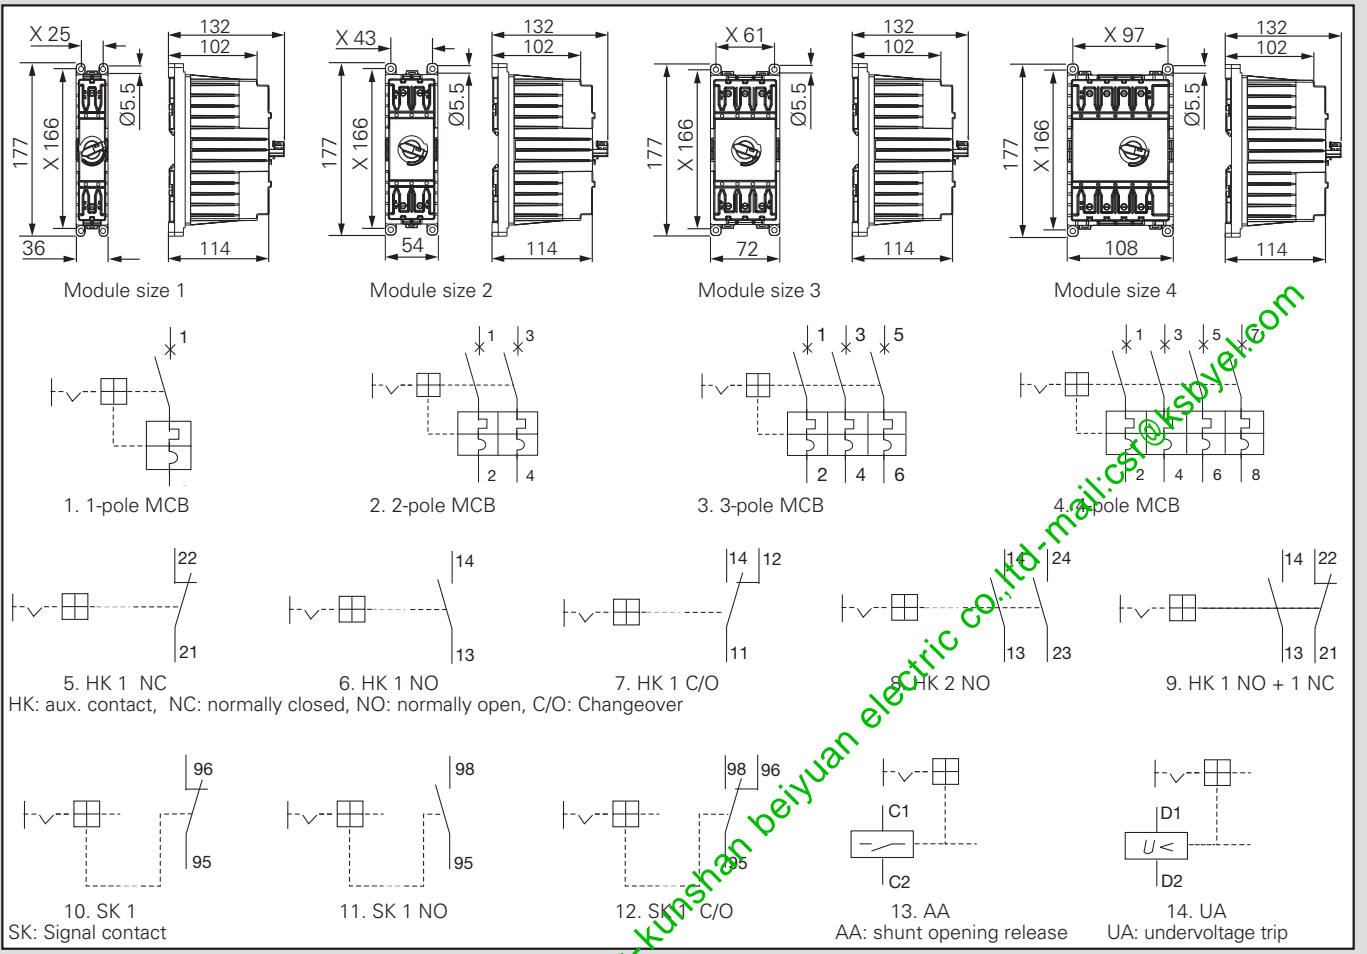 X 25 132 102 X 43 132 102 X 61 132 102 X 97 132 102
177 X 166 Ø5.5 177 X 166 Ø5.5 177 X 166 Ø5.5 177 X 166 Ø5.5
36 114 54 114 72 114 108 114
Module size 1 Module size 2 Module size 3 Module size 4
1 1 3 1 3 5 1 3 5 7
2 4 2 4 6 2 4 6 8
1. 1-pole MCB 2. 2-pole MCB 3. 3-pole MCB 4. 4-pole MCB
22 14 14 12 14 24 14 22
21 13 11 13 23 13 21
5. HK 1 NC 6. HK 1 NO 7. HK 1 C/O 8. HK 2 NO 9. HK 1 NO + 1 NC
HK: aux. contact, NC: normally closed, NO: normally open, C/O: Changeover
96 98 98 96
C1 D1
U <
95 95 95
C2 D2
10. SK 1 11. SK 1 NO 12. SK 1 C/O 13. AA 14. UA
SK: Signal contact AA: shunt opening release UA: undervoltage trip
-kunshan beiyuan electric co.,ltd-mail:csr@ksbyel.com